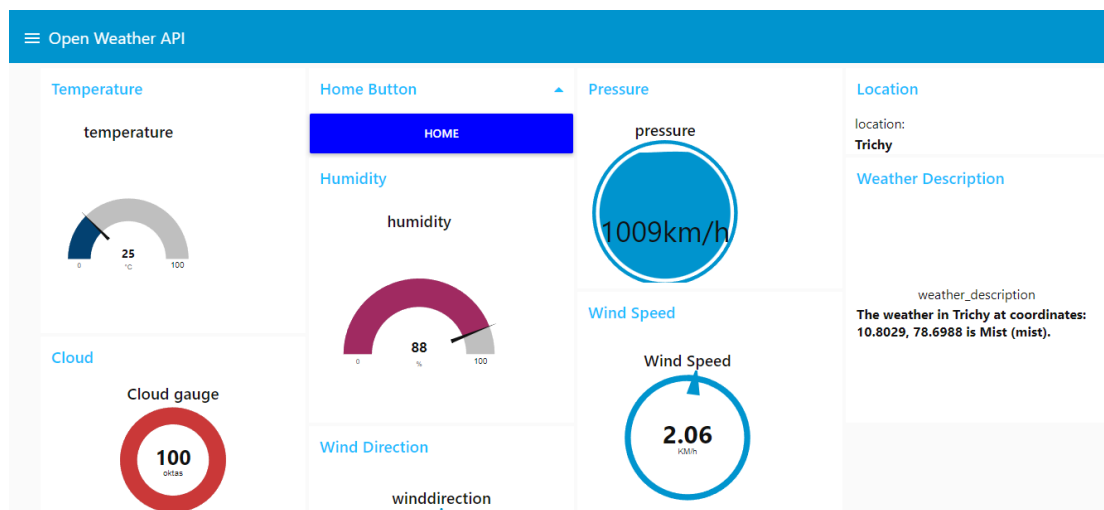 Open Weather API
Temperature
temperature
25
°C
0
100
Cloud
Cloud gauge
100
oktas
Home Button
HOME
Humidity
humidity
88
%
0
100
Wind Direction
winddirection
Pressure
pressure
1009km/h
Wind Speed
Wind Speed
2.06
KM/h
Location
location:
Trichy
Weather Description
weather_description
The weather in Trichy at coordinates:
10.8029, 78.6988 is Mist (mist).